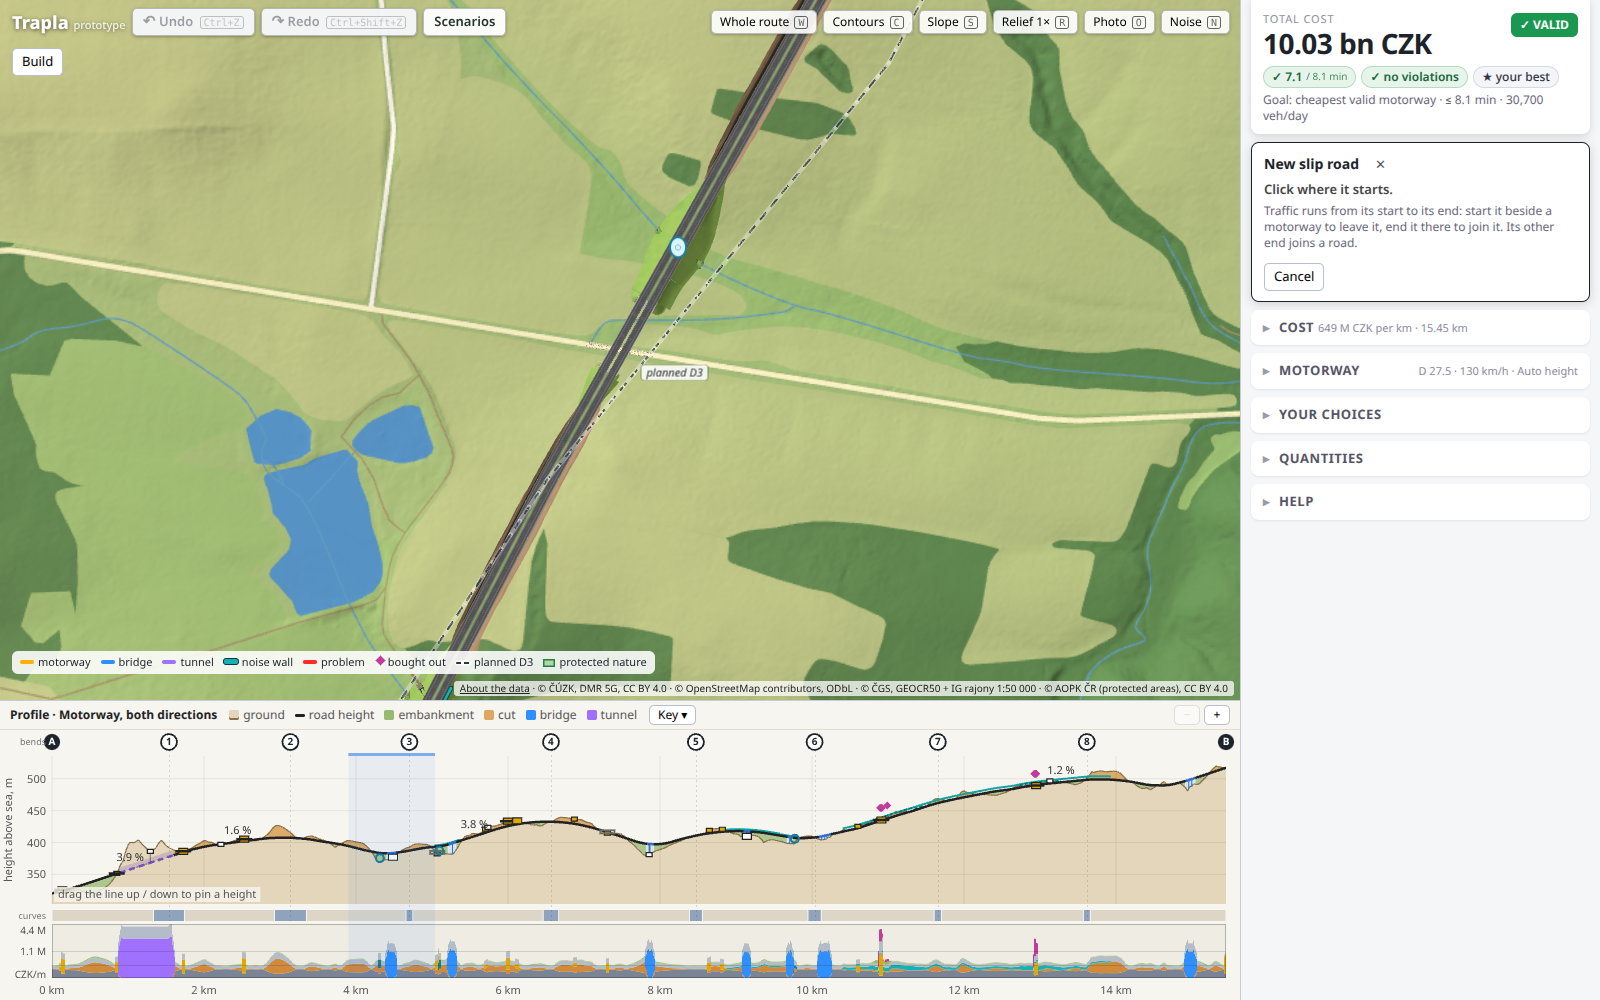 Trapla prototype
↶ Undo Ctrl+Z
↷ Redo Ctrl+Shift+Z
Scenarios
Whole route W
Contours C
Slope S
Relief 1× R
Photo O
Noise N
Build
planned D3
motorway
bridge
tunnel
noise wall
problem
bought out
planned D3
protected nature
About the data · © ČÚZK, DMR 5G, CC BY 4.0 · © OpenStreetMap contributors, ODbL · © ČGS, GEOCR50 + IG rajony 1:50 000 · © AOPK ČR (protected areas), CC BY 4.0
TOTAL COST
✓ VALID
10.03 bn CZK
✓ 7.1 / 8.1 min
✓ no violations
★ your best
Goal: cheapest valid motorway · ≤ 8.1 min · 30,700
veh/day
New slip road ✕
Click where it starts.
Traffic runs from its start to its end: start it beside a
motorway to leave it, end it there to join it. Its other
end joins a road.
Cancel
▶ COST 649 M CZK per km · 15.45 km
▶ MOTORWAY D 27.5 · 130 km/h · Auto height
▶ YOUR CHOICES
▶ QUANTITIES
▶ HELP
Profile · Motorway, both directions
ground
road height
embankment
cut
bridge
tunnel
Key ▾
−
+
bends
A 1 2 3 4 5 6 7 8 B
height above sea, m
500
450
400
350
3.9 %
1.6 %
3.8 %
1.2 %
drag the line up / down to pin a height
curves
4.4 M
1.1 M
CZK/m
0 km 2 km 4 km 6 km 8 km 10 km 12 km 14 km